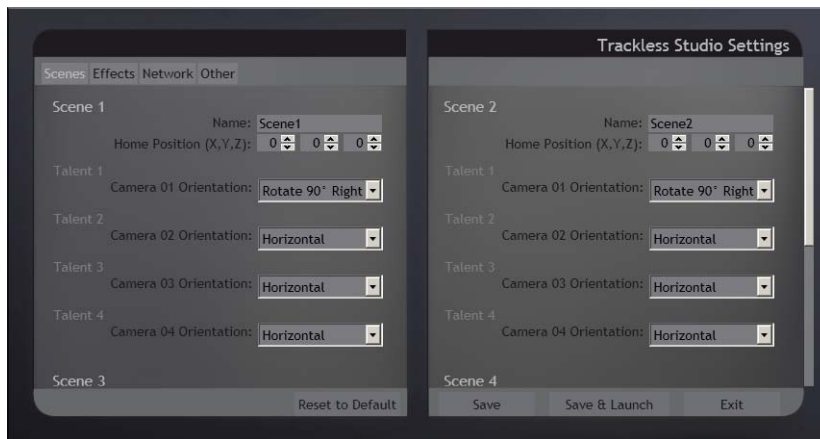 Trackless Studio Settings
Scenes Effects Network Other
Scene 1
Name: Scene1
Home Position (X,Y,Z): 0 0 0
Talent 1
Camera 01 Orientation: Rotate 90° Right
Talent 2
Camera 02 Orientation: Horizontal
Talent 3
Camera 03 Orientation: Horizontal
Talent 4
Camera 04 Orientation: Horizontal
Scene 3
Reset to Default
Scene 2
Name: Scene2
Home Position (X,Y,Z): 0 0 0
Talent 1
Camera 01 Orientation: Rotate 90° Right
Talent 2
Camera 02 Orientation: Horizontal
Talent 3
Camera 03 Orientation: Horizontal
Talent 4
Camera 04 Orientation: Horizontal
Scene 4
Save Save & Launch Exit